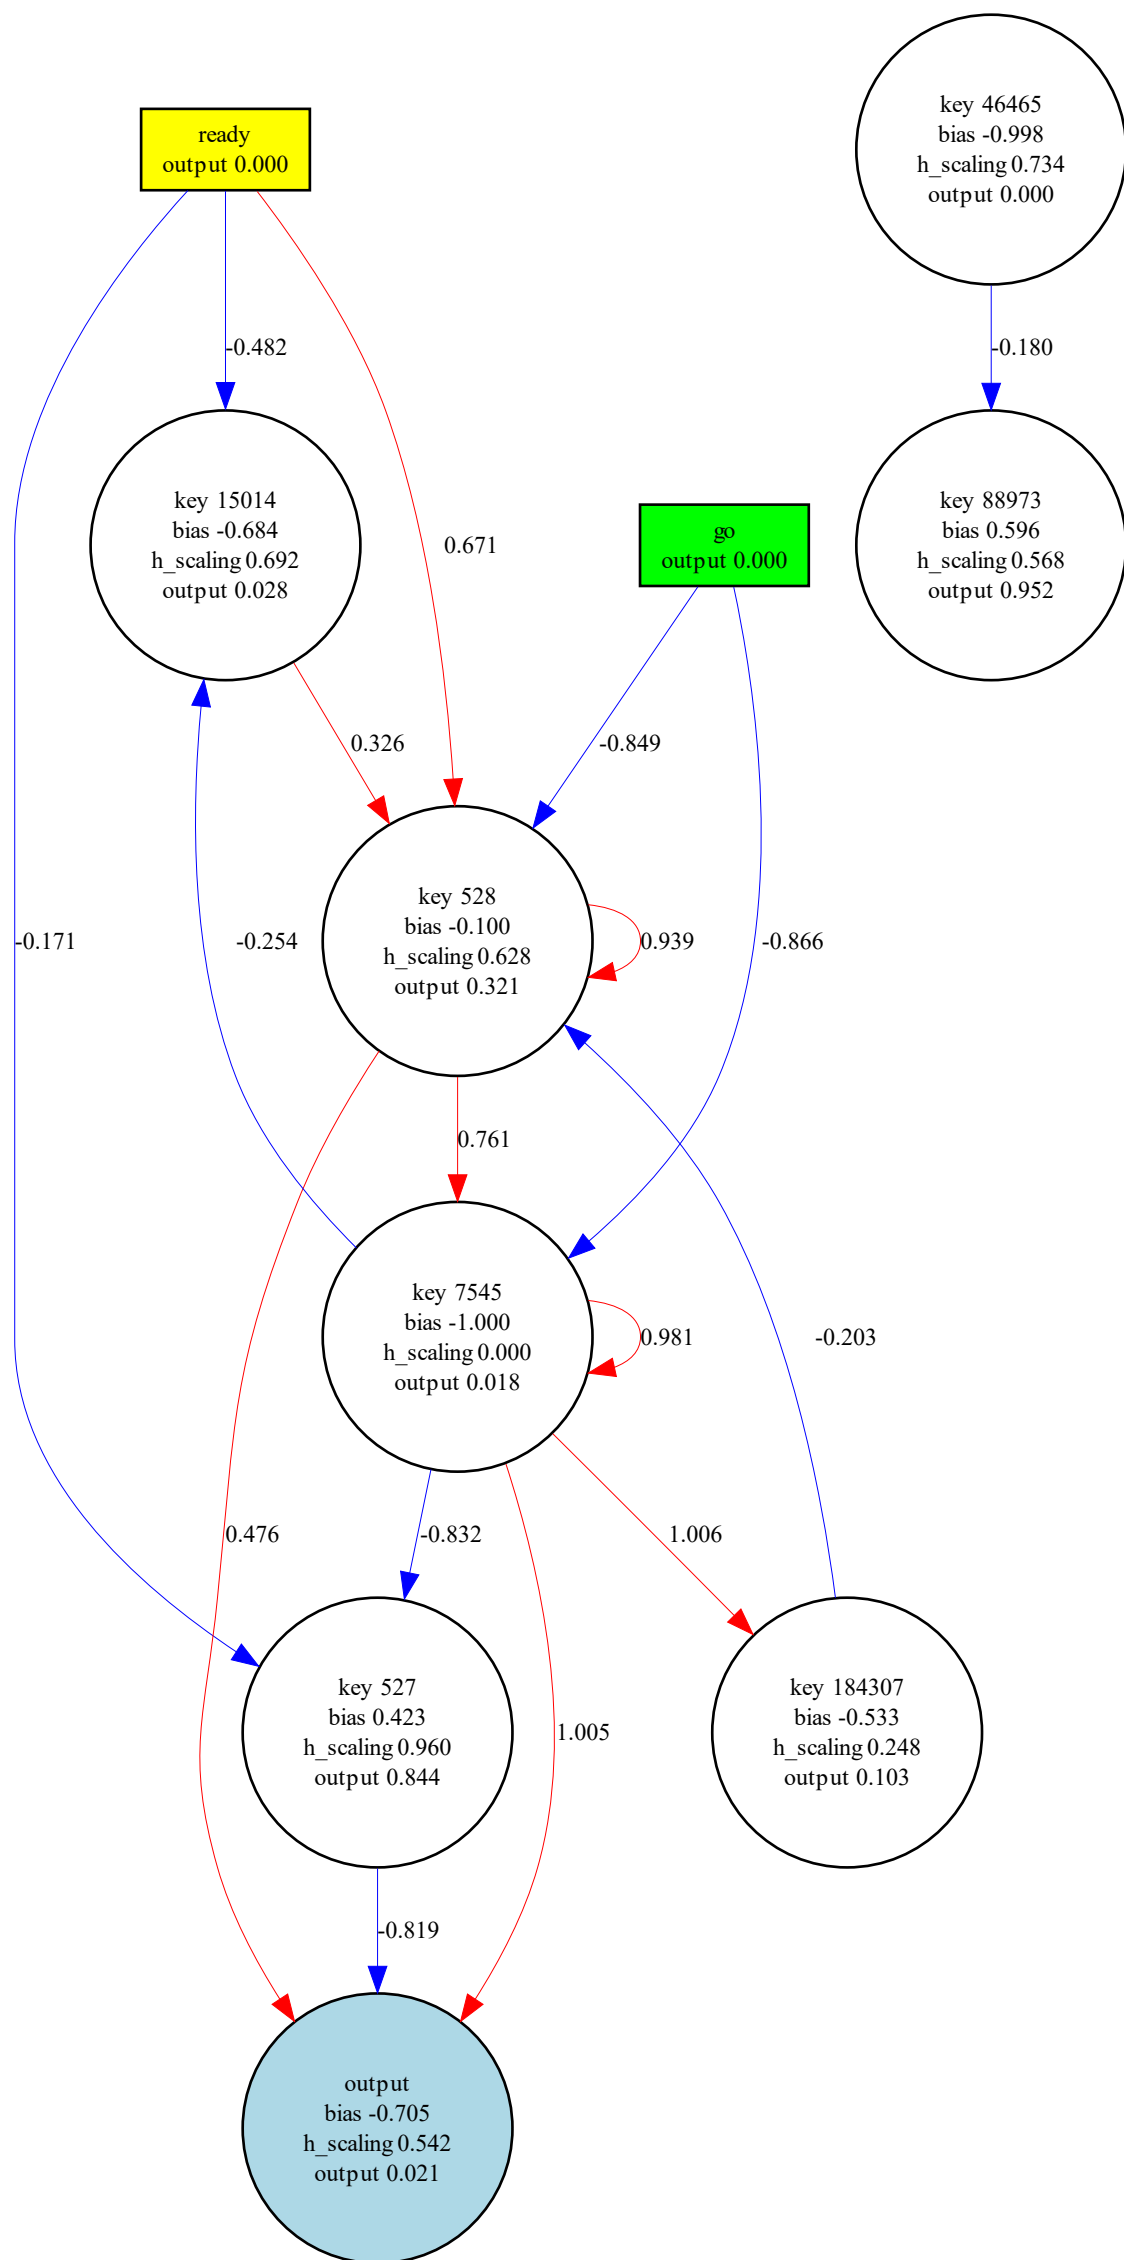 key 46465
bias -0.998
h_scaling 0.734
output 0.000
ready
output 0.000
-0.482
-0.180
key 15014
bias -0.684
h_scaling 0.692
output 0.028
0.671
go
output 0.000
key 88973
bias 0.596
h_scaling 0.568
output 0.952
0.326
-0.849
-0.171
-0.254
key 528
bias -0.100
h_scaling 0.628
output 0.321
0.939
-0.866
0.761
key 7545
bias -1.000
h_scaling 0.000
output 0.018
0.981
-0.203
0.476
-0.832
1.006
key 527
bias 0.423
h_scaling 0.960
output 0.844
1.005
key 184307
bias -0.533
h_scaling 0.248
output 0.103
-0.819
output
bias -0.705
h_scaling 0.542
output 0.021